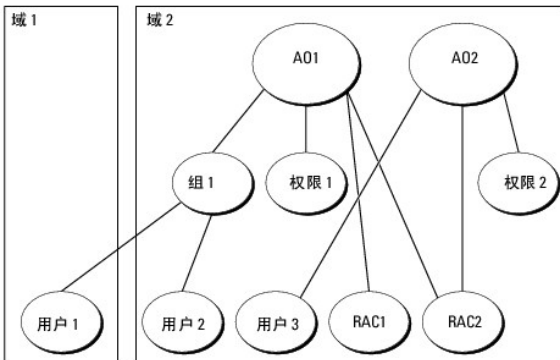 域 1
域 2
A01
A02
组 1
权限 1
权限 2
用户 1
用户 2
用户 3
RAC1
RAC2